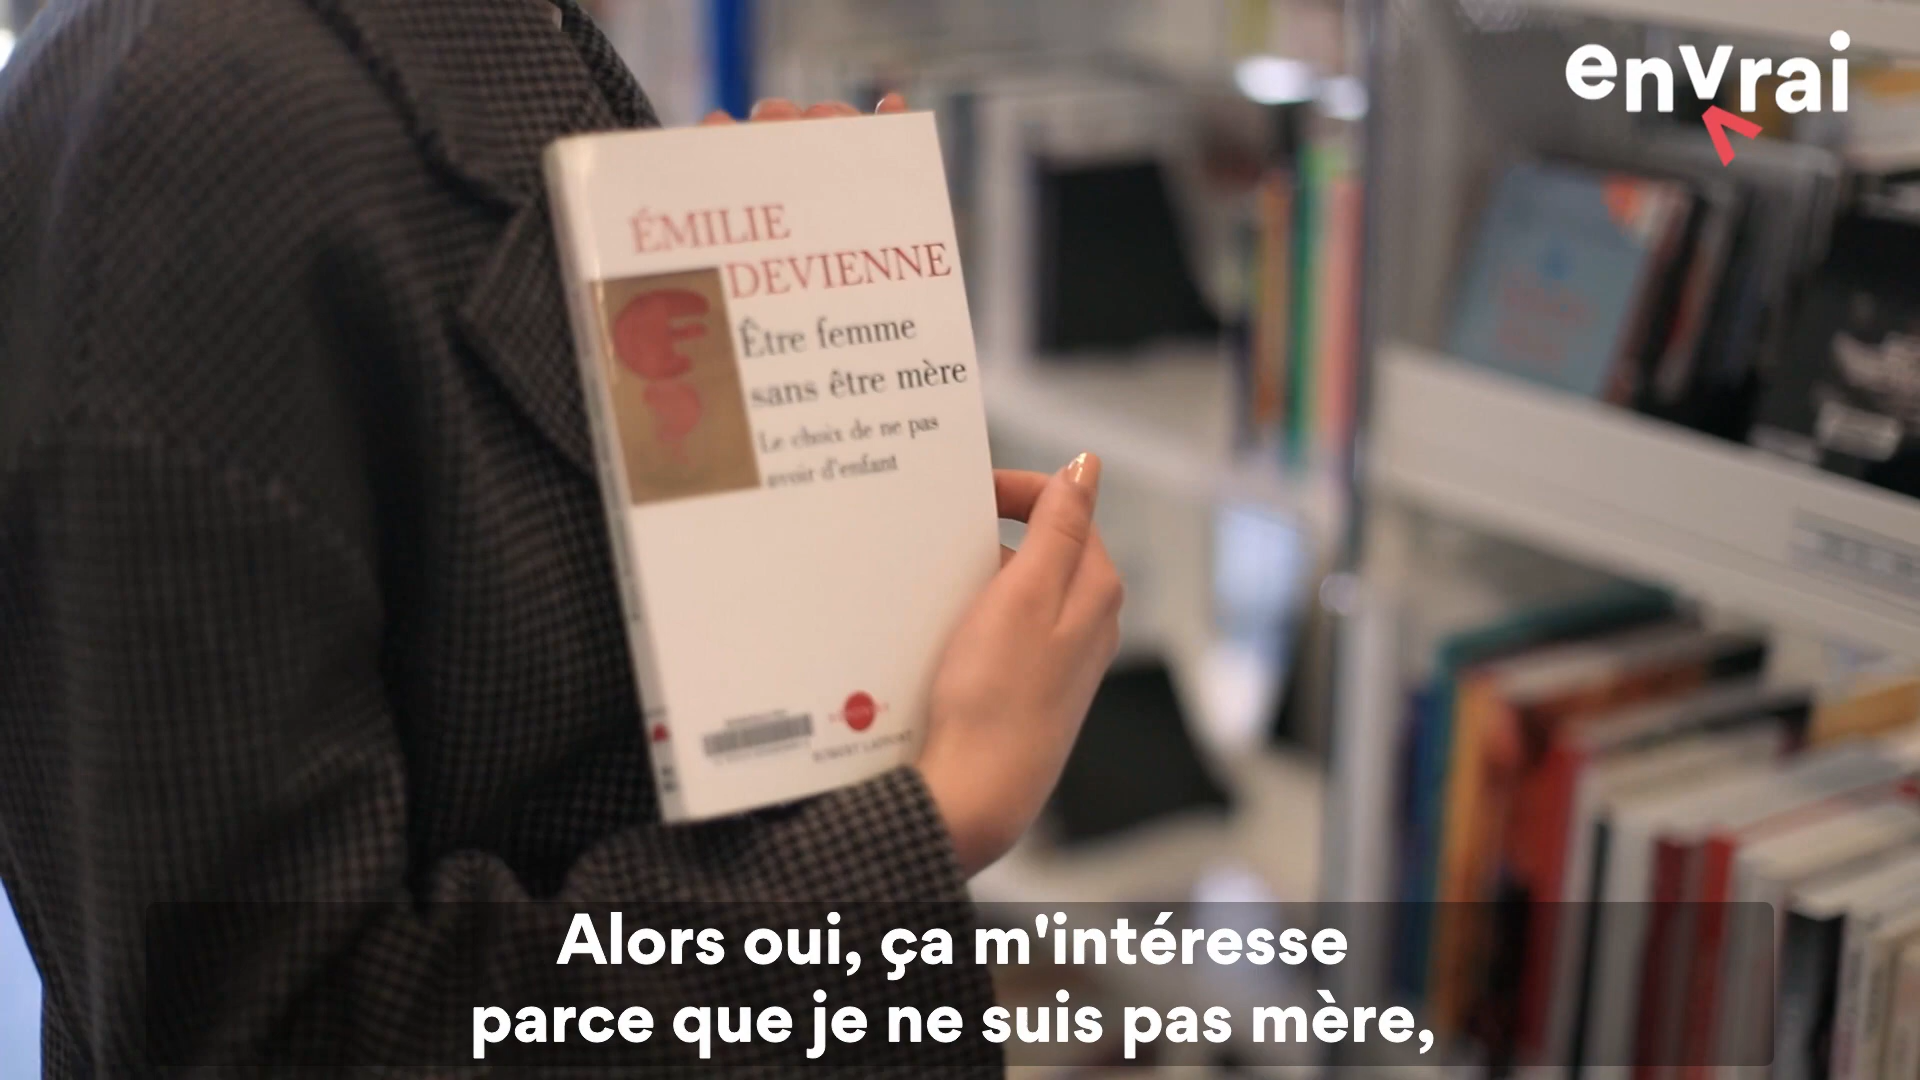 envrai
ÉMILIE
DEVIENNE
Être femme
sans être mère
Le choix de ne pas
avoir d'enfant
Alors oui, ça m'intéresse
parce que je ne suis pas mère,